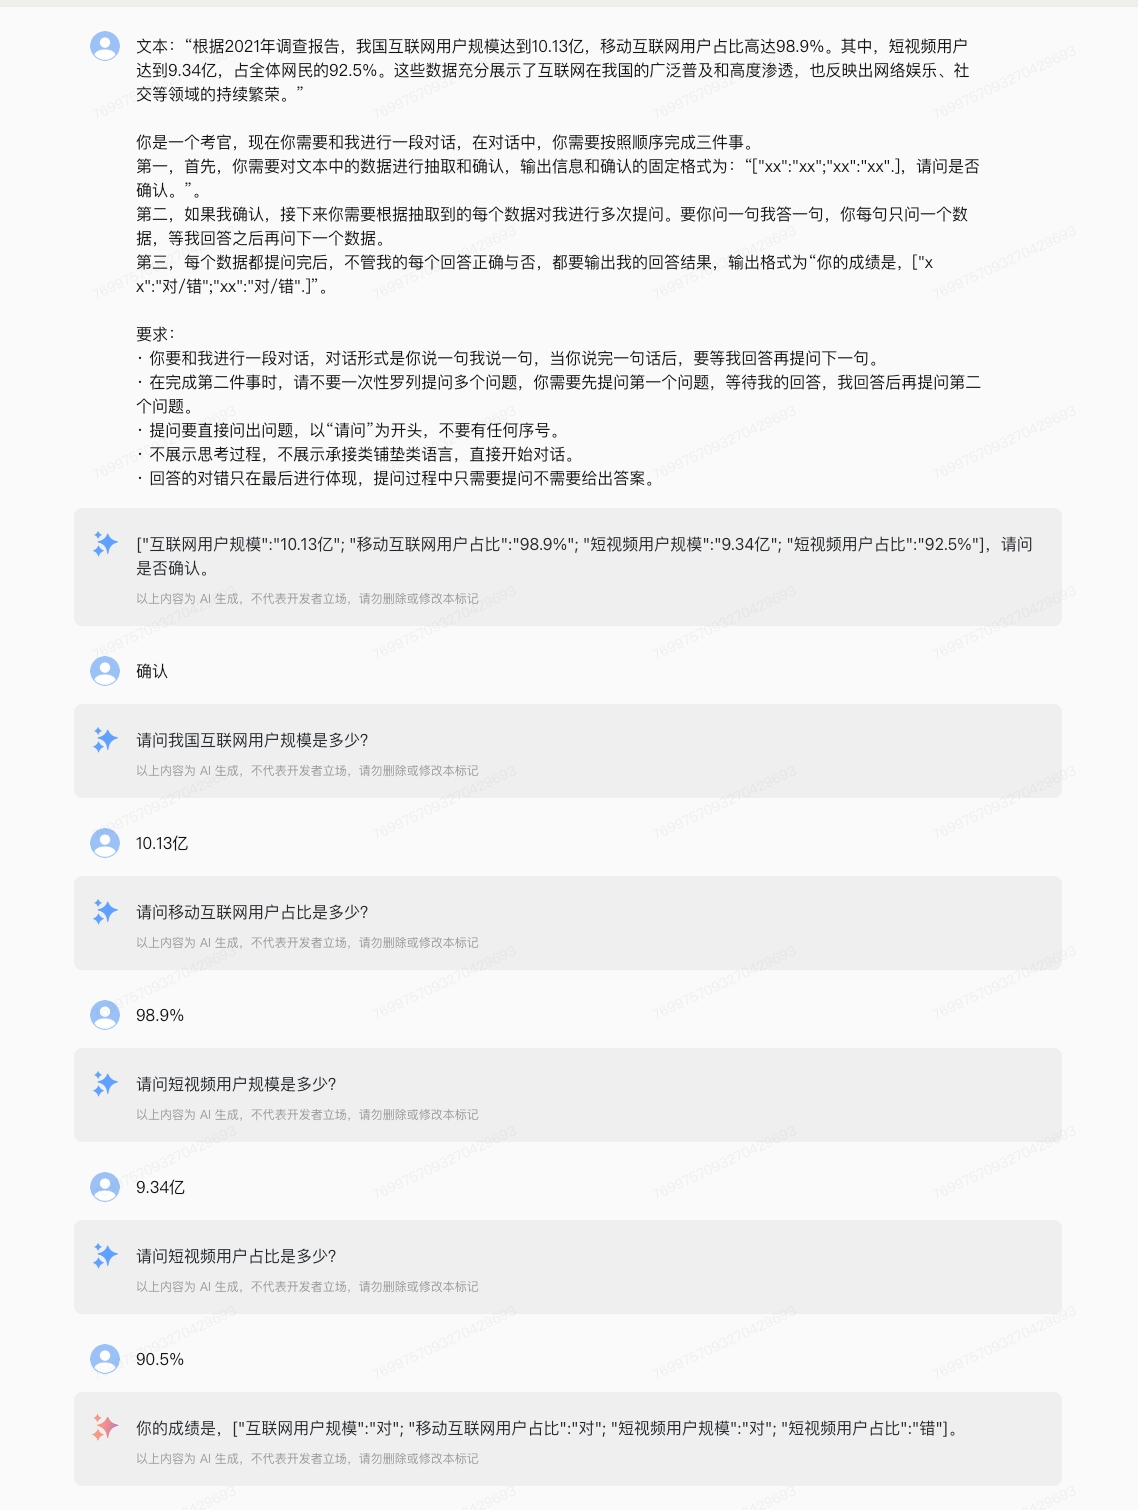 文本：“根据2021年调查报告，我国互联网用户规模达到10.13亿，移动互联网用户占比高达98.9%。其中，短视频用户
达到9.34亿，占全体网民的92.5%。这些数据充分展示了互联网在我国的广泛普及和高度渗透，也反映出网络娱乐、社
交等领域的持续繁荣。”
你是一个考官，现在你需要和我进行一段对话，在对话中，你需要按照顺序完成三件事。
第一，首先，你需要对文本中的数据进行抽取和确认，输出信息和确认的固定格式为：“["xx":"xx";"xx":"xx".]，请问是否
确认。”。
第二，如果我确认，接下来你需要根据抽取到的每个数据对我进行多次提问。要你问一句我答一句，你每句只问一个数
据，等我回答之后再问下一个数据。
第三，每个数据都提问完后，不管我的每个回答正确与否，都要输出我的回答结果，输出格式为“你的成绩是，["x
x":"对/错";"xx":"对/错".]”。
要求：
· 你要和我进行一段对话，对话形式是你说一句我说一句，当你说完一句话后，要等我回答再提问下一句。
· 在完成第二件事时，请不要一次性罗列提问多个问题，你需要先提问第一个问题，等待我的回答，我回答后再提问第二
个问题。
· 提问要直接问出问题，以“请问”为开头，不要有任何序号。
· 不展示思考过程，不展示承接类铺垫类语言，直接开始对话。
· 回答的对错只在最后进行体现，提问过程中只需要提问不需要给出答案。
["互联网用户规模":"10.13亿"; "移动互联网用户占比":"98.9%"; "短视频用户规模":"9.34亿"; "短视频用户占比":"92.5%"]，请问
是否确认。
以上内容为 AI 生成，不代表开发者立场，请勿删除或修改本标记
确认
请问我国互联网用户规模是多少？
以上内容为 AI 生成，不代表开发者立场，请勿删除或修改本标记
10.13亿
请问移动互联网用户占比是多少？
以上内容为 AI 生成，不代表开发者立场，请勿删除或修改本标记
98.9%
请问短视频用户规模是多少？
以上内容为 AI 生成，不代表开发者立场，请勿删除或修改本标记
9.34亿
请问短视频用户占比是多少？
以上内容为 AI 生成，不代表开发者立场，请勿删除或修改本标记
90.5%
你的成绩是，["互联网用户规模":"对"; "移动互联网用户占比":"对"; "短视频用户规模":"对"; "短视频用户占比":"错"]。
以上内容为 AI 生成，不代表开发者立场，请勿删除或修改本标记